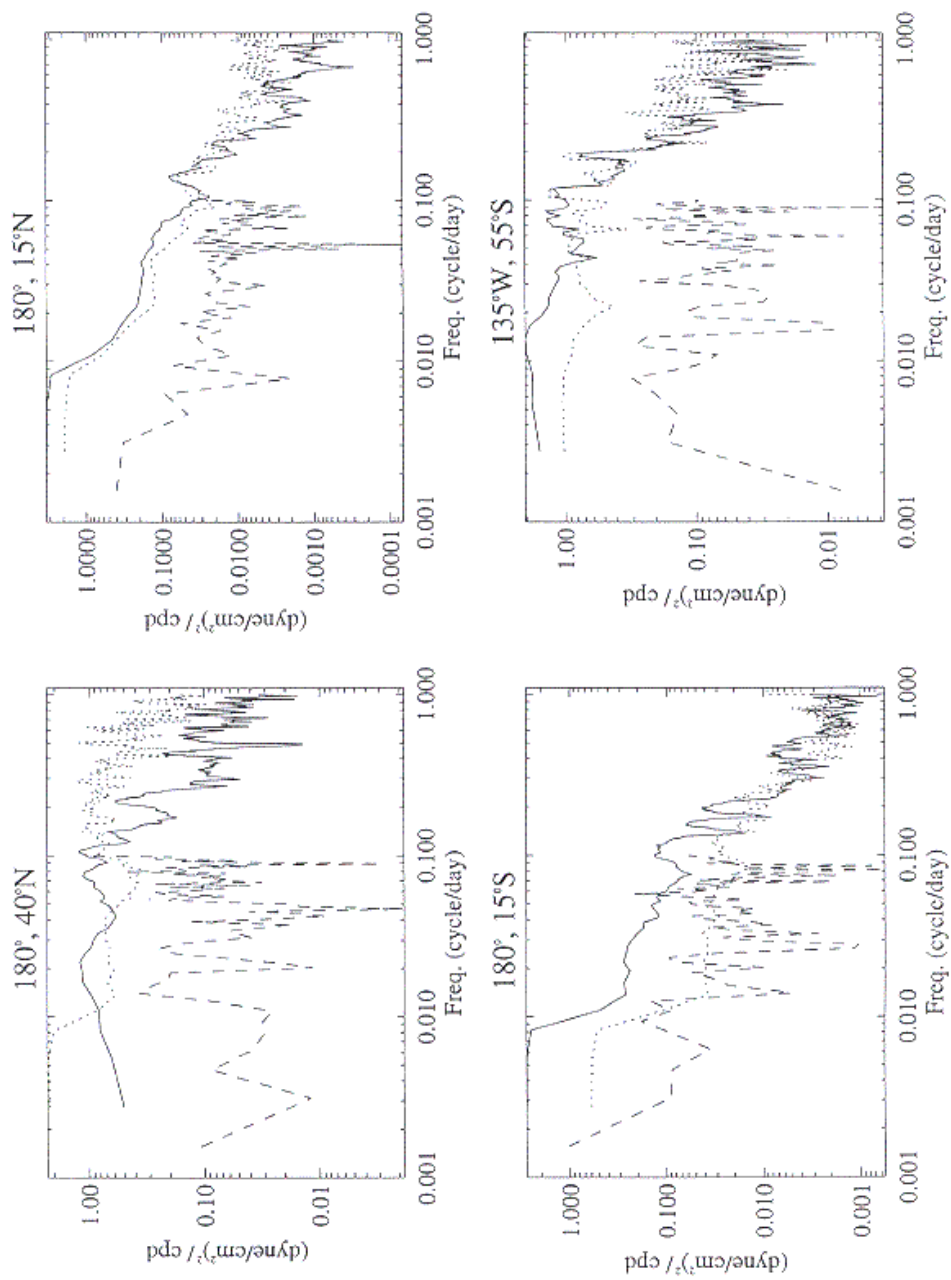 180°, 40°N
(dyne/cm²)² / cpd
1.00
0.10
0.01
0.001
0.010
0.100
1.000
Freq. (cycle/day)
180°, 15°N
(dyne/cm²)² / cpd
1.0000
0.1000
0.0100
0.0010
0.0001
0.001
0.010
0.100
1.000
Freq. (cycle/day)
180°, 15°S
(dyne/cm²)² / cpd
1.000
0.100
0.010
0.001
0.001
0.010
0.100
1.000
Freq. (cycle/day)
135°W, 55°S
(dyne/cm²)² / cpd
1.00
0.10
0.01
0.001
0.010
0.100
1.000
Freq. (cycle/day)